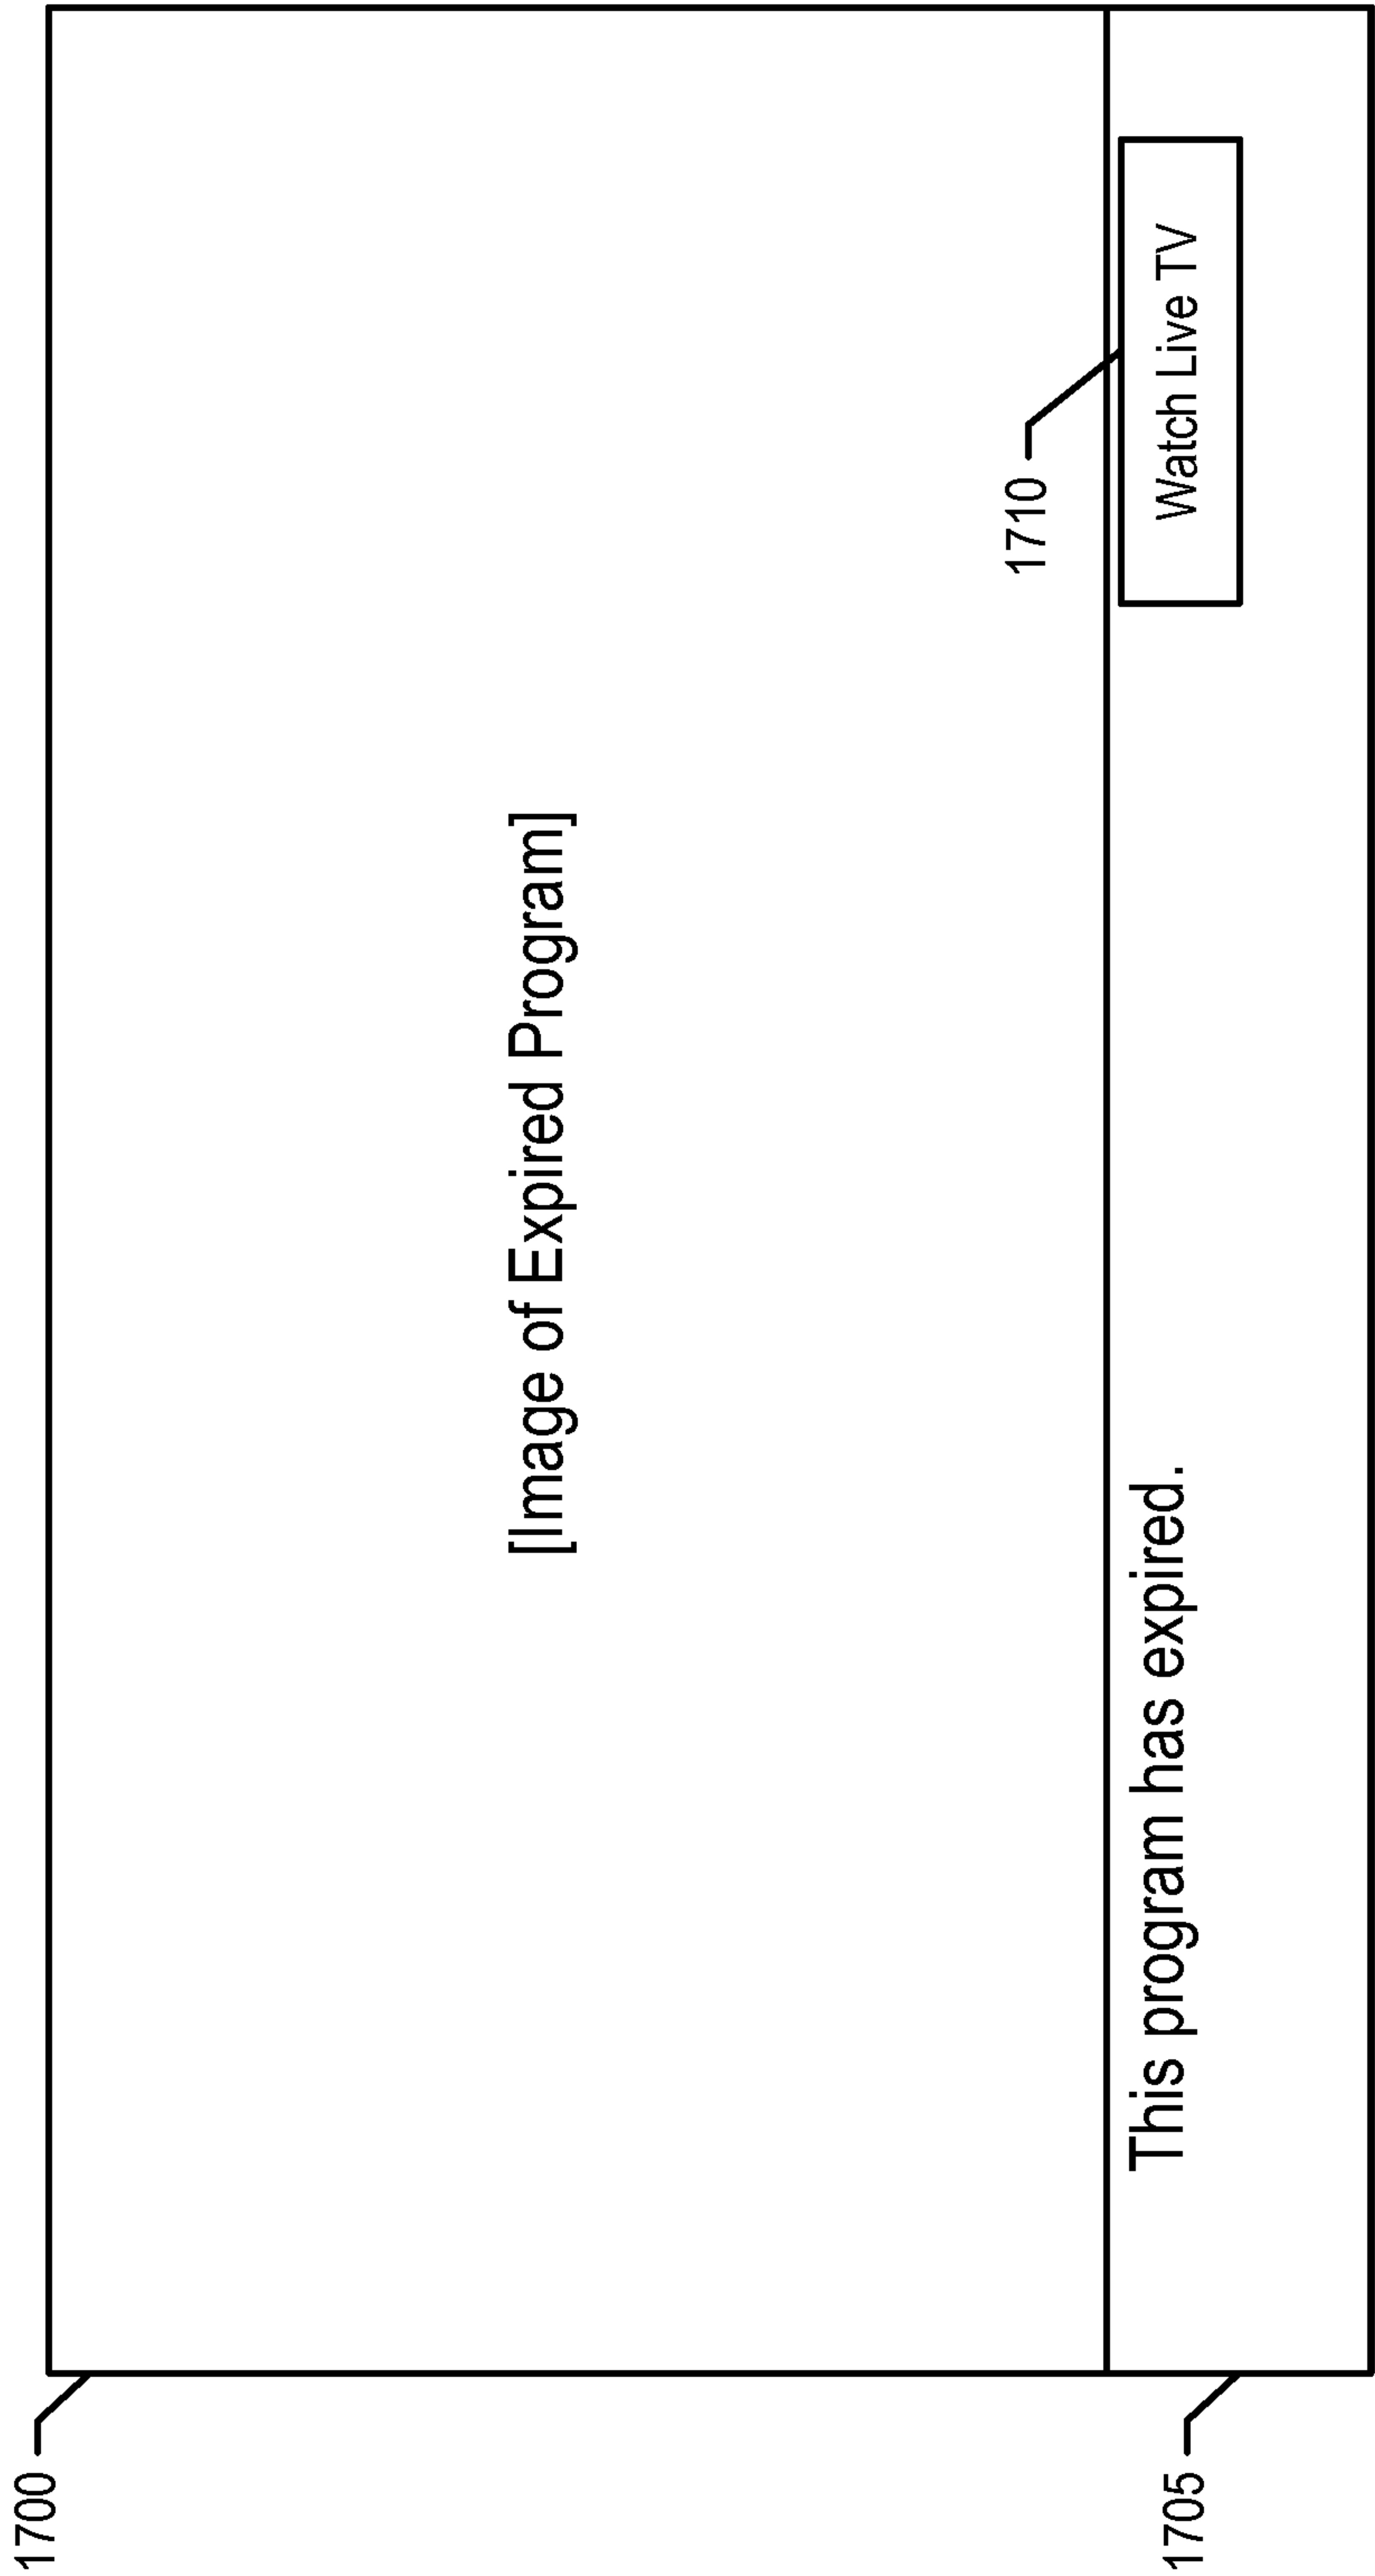 1700
[Image of Expired Program]
1710
1705
This program has expired.
Watch Live TV